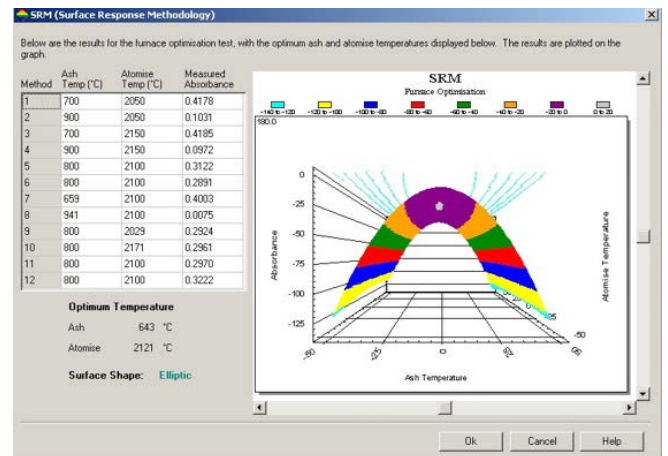 SRM (Surface Response Methodology)
Below are the results for the furnace optimisation test, with the optimum ash and atomise temperatures displayed below. The results are plotted on the
graph.
Method Ash Temp (°C) Atomise Temp (°C) Measured Absorbance
1 700 2050 0.4178
2 900 2050 0.1031
3 700 2150 0.4185
4 900 2150 0.0972
5 800 2100 0.3122
6 800 2100 0.2891
7 659 2100 0.4003
8 941 2100 0.0075
9 800 2029 0.2924
10 800 2171 0.2961
11 800 2100 0.2970
12 800 2100 0.3222
Optimum Temperature
Ash 643 °C
Atomise 2121 °C
Surface Shape: Elliptic
SRM
Furnace Optimisation
-140 to -120 -120 to -100 -100 to -80 -60 to -40 -40 to -20 -20 to 0 0 to 20
180.0
0
-25
-50
-75
-100
-125
Absorbance
Atomise Temperature
-50 -25 0
-50
Ash Temperature
Ok Cancel Help